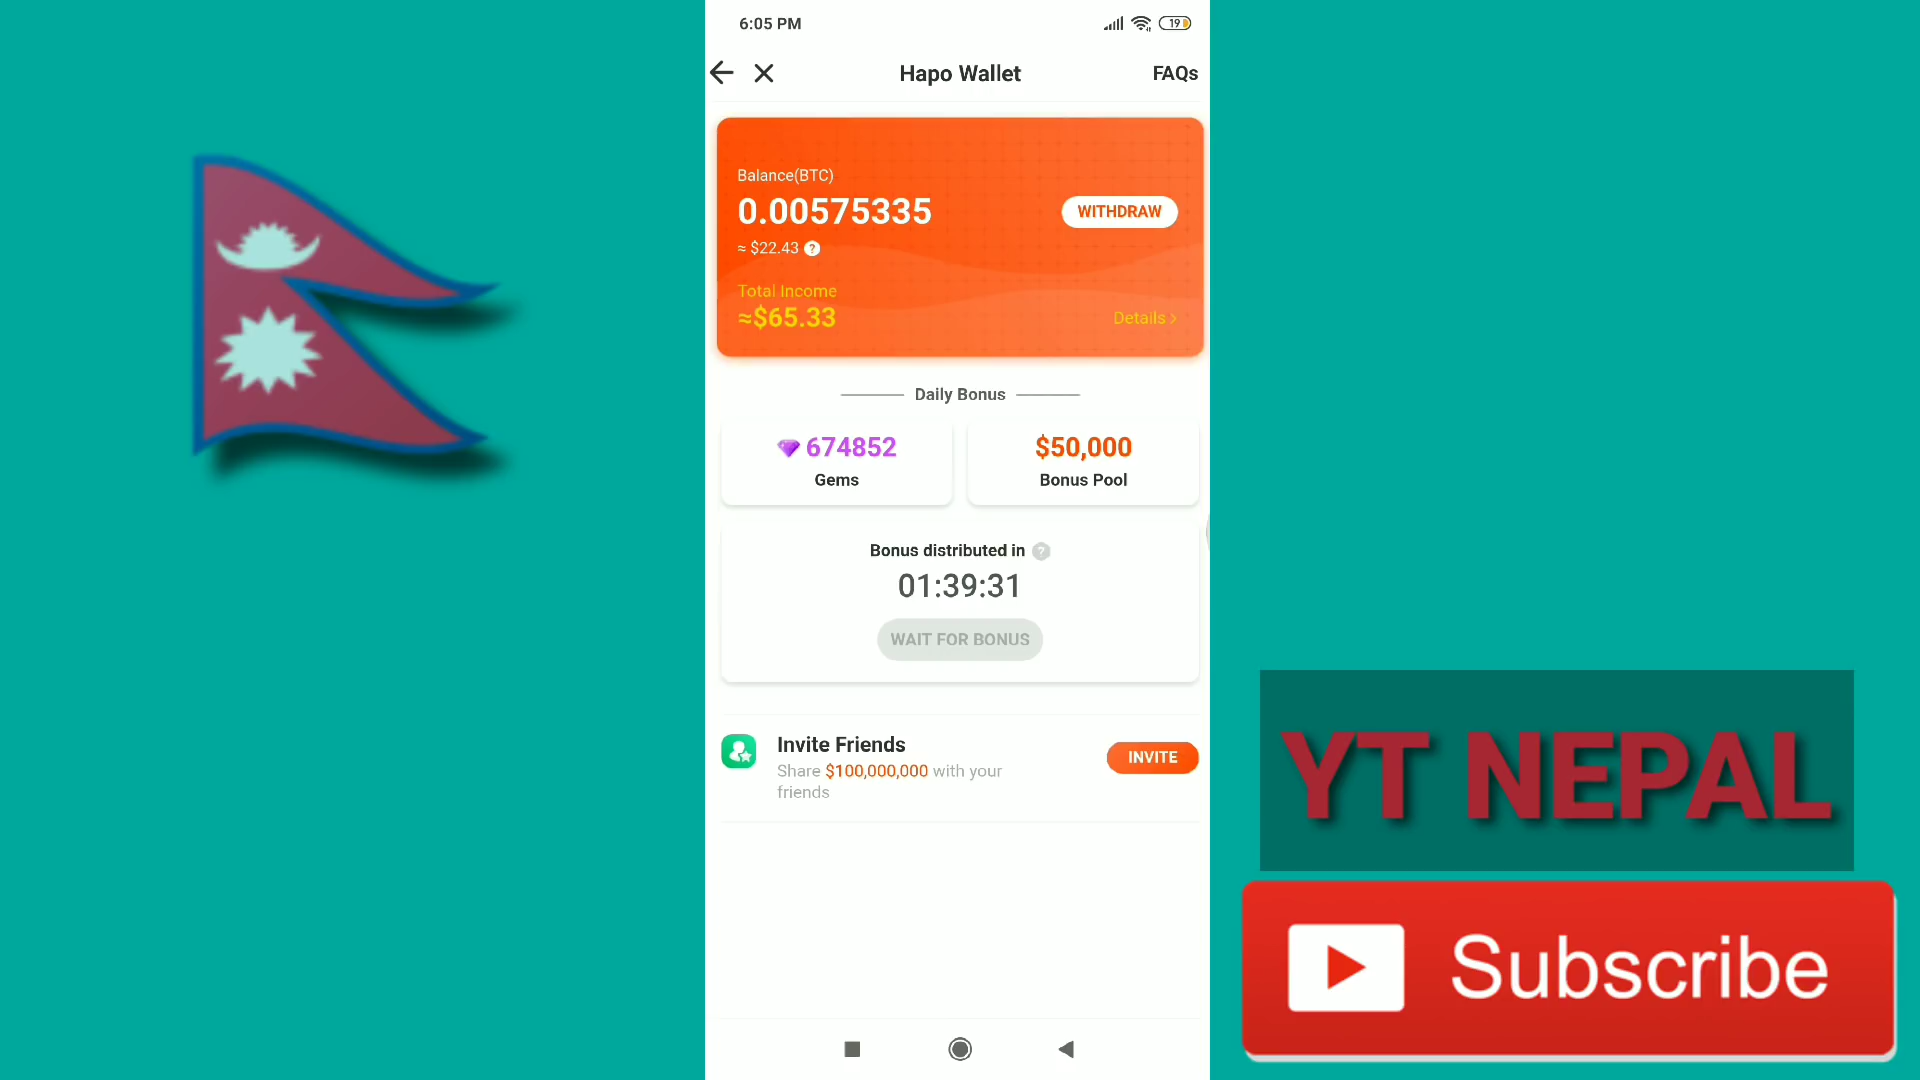 6:05 PM
19
Hapo Wallet
FAQs
Balance(BTC)
0.00575335
WITHDRAW
≈ $22.43 ?
Total Income
≈$65.33
Details >
Daily Bonus
674852
Gems
$50,000
Bonus Pool
Bonus distributed in ?
01:39:31
WAIT FOR BONUS
Invite Friends
Share $100,000,000 with your
friends
INVITE
YT NEPAL
Subscribe